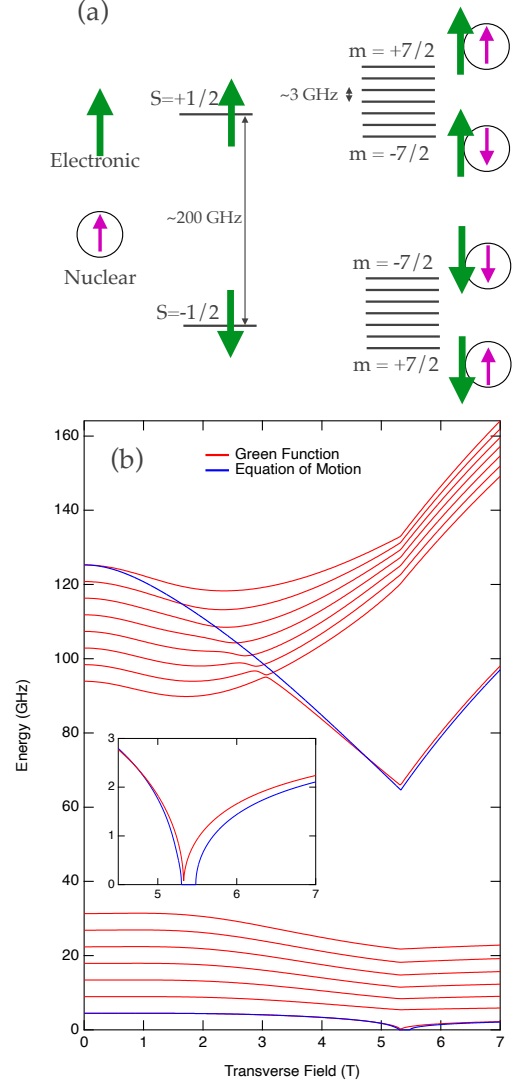 (a)
m = +7/2
S=+1/2
~3 GHz
Electronic
m = -7/2
~200 GHz
m = -7/2
Nuclear
S=-1/2
m = +7/2
160
(b)
Green Function
Equation of Motion
140
120
100
80
60
40
20
0
Energy (GHz)
3
2
1
0
5
6
7
0
1
2
3
4
5
6
7
Transverse Field (T)